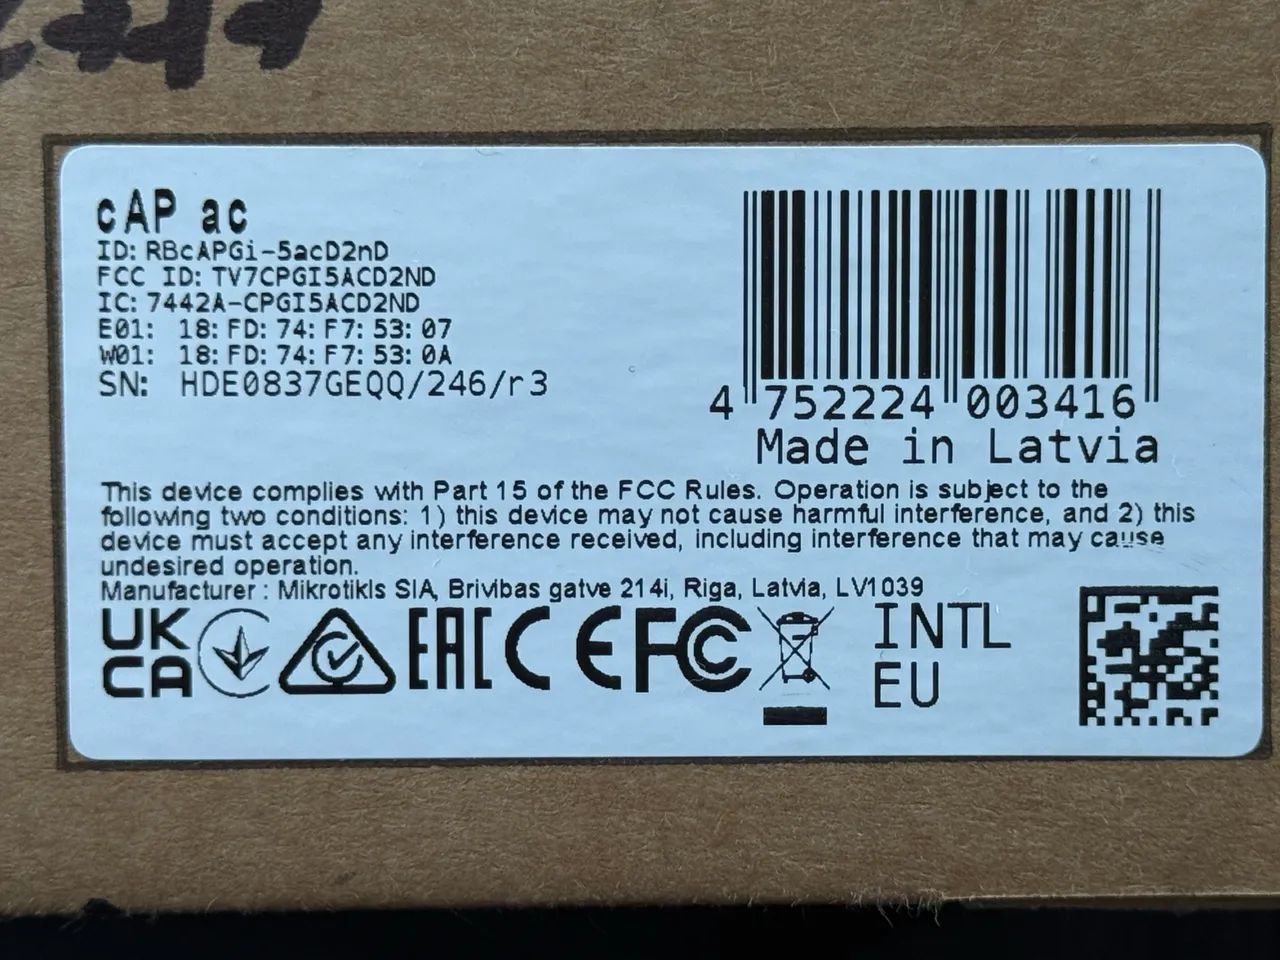 cAP ac
ID: RBcAPGi-5acD2nD
FCC ID: TV7CPGI5ACD2ND
IC: 7442A-CPGI5ACD2ND
E01: 18: FD: 74: F7: 53: 07
W01: 18: FD: 74: F7: 53: 0A
SN: HDE0837GEQQ/246/r3
4 752224 003416
Made in Latvia
This device complies with Part 15 of the FCC Rules. Operation is subject to the
following two conditions: 1) this device may not cause harmful interference, and 2) this
device must accept any interference received, including interference that may cause
undesired operation.
Manufacturer : Mikrotikls SIA, Brivibas gatve 214i, Riga, Latvia, LV1039
UK
CA
EAC CE FC
INTL
EU